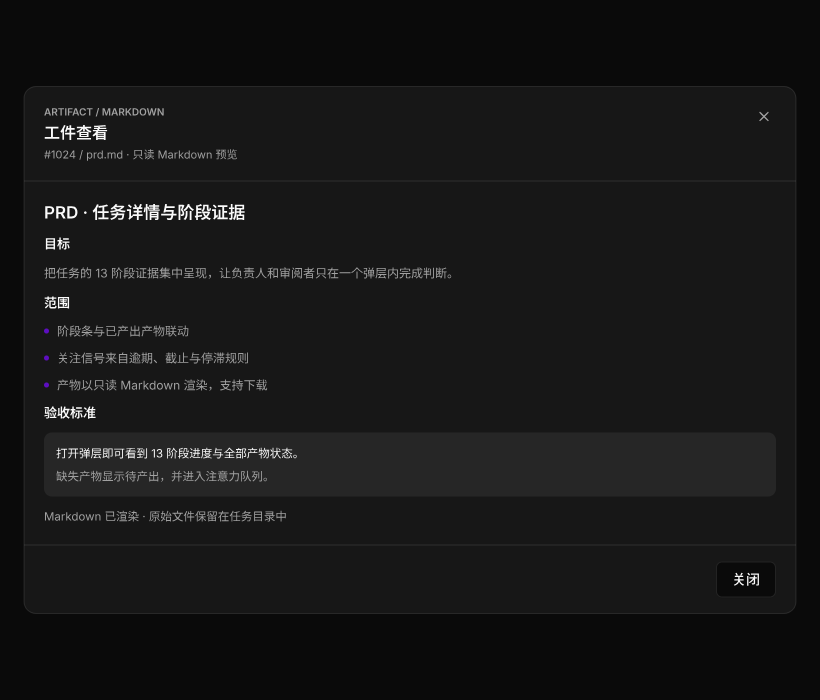 ARTIFACT / MARKDOWN
工件查看
#1024 / prd.md · 只读 Markdown 预览
PRD · 任务详情与阶段证据
目标
把任务的 13 阶段证据集中呈现，让负责人和审阅者只在一个弹层内完成判断。
范围
阶段条与已产出产物联动
关注信号来自逾期、截止与停滞规则
产物以只读 Markdown 渲染，支持下载
验收标准
打开弹层即可看到 13 阶段进度与全部产物状态。
缺失产物显示待产出，并进入注意力队列。
Markdown 已渲染 · 原始文件保留在任务目录中
关闭